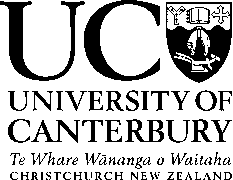 UC
UNIVERSITY OF
CANTERBURY
Te Whare Wānanga o Waitaha
CHRISTCHURCH NEW ZEALAND